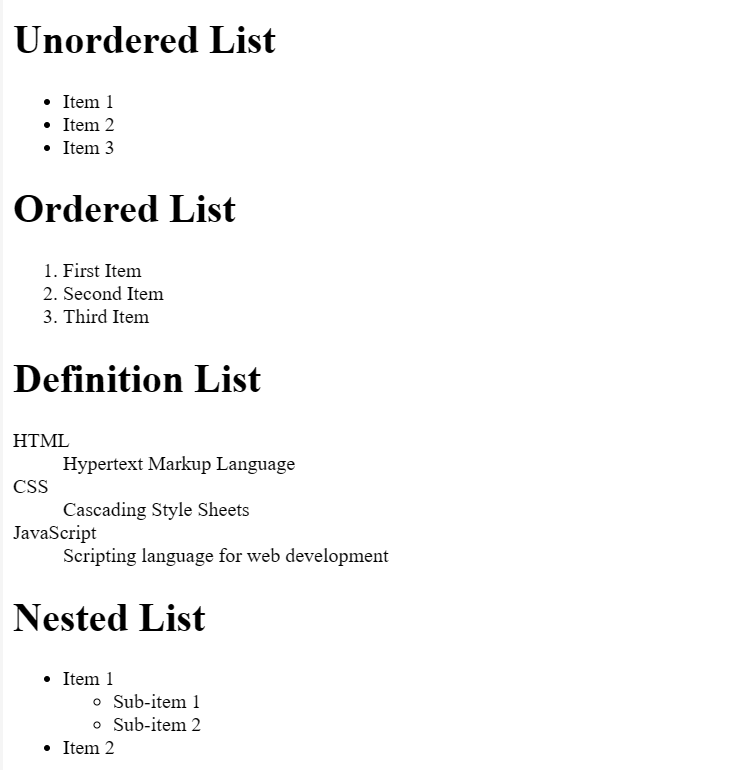 Unordered List
• Item 1
• Item 2
• Item 3
Ordered List
1. First Item
2. Second Item
3. Third Item
Definition List
HTML
Hypertext Markup Language
CSS
Cascading Style Sheets
JavaScript
Scripting language for web development
Nested List
• Item 1
◦ Sub-item 1
◦ Sub-item 2
• Item 2